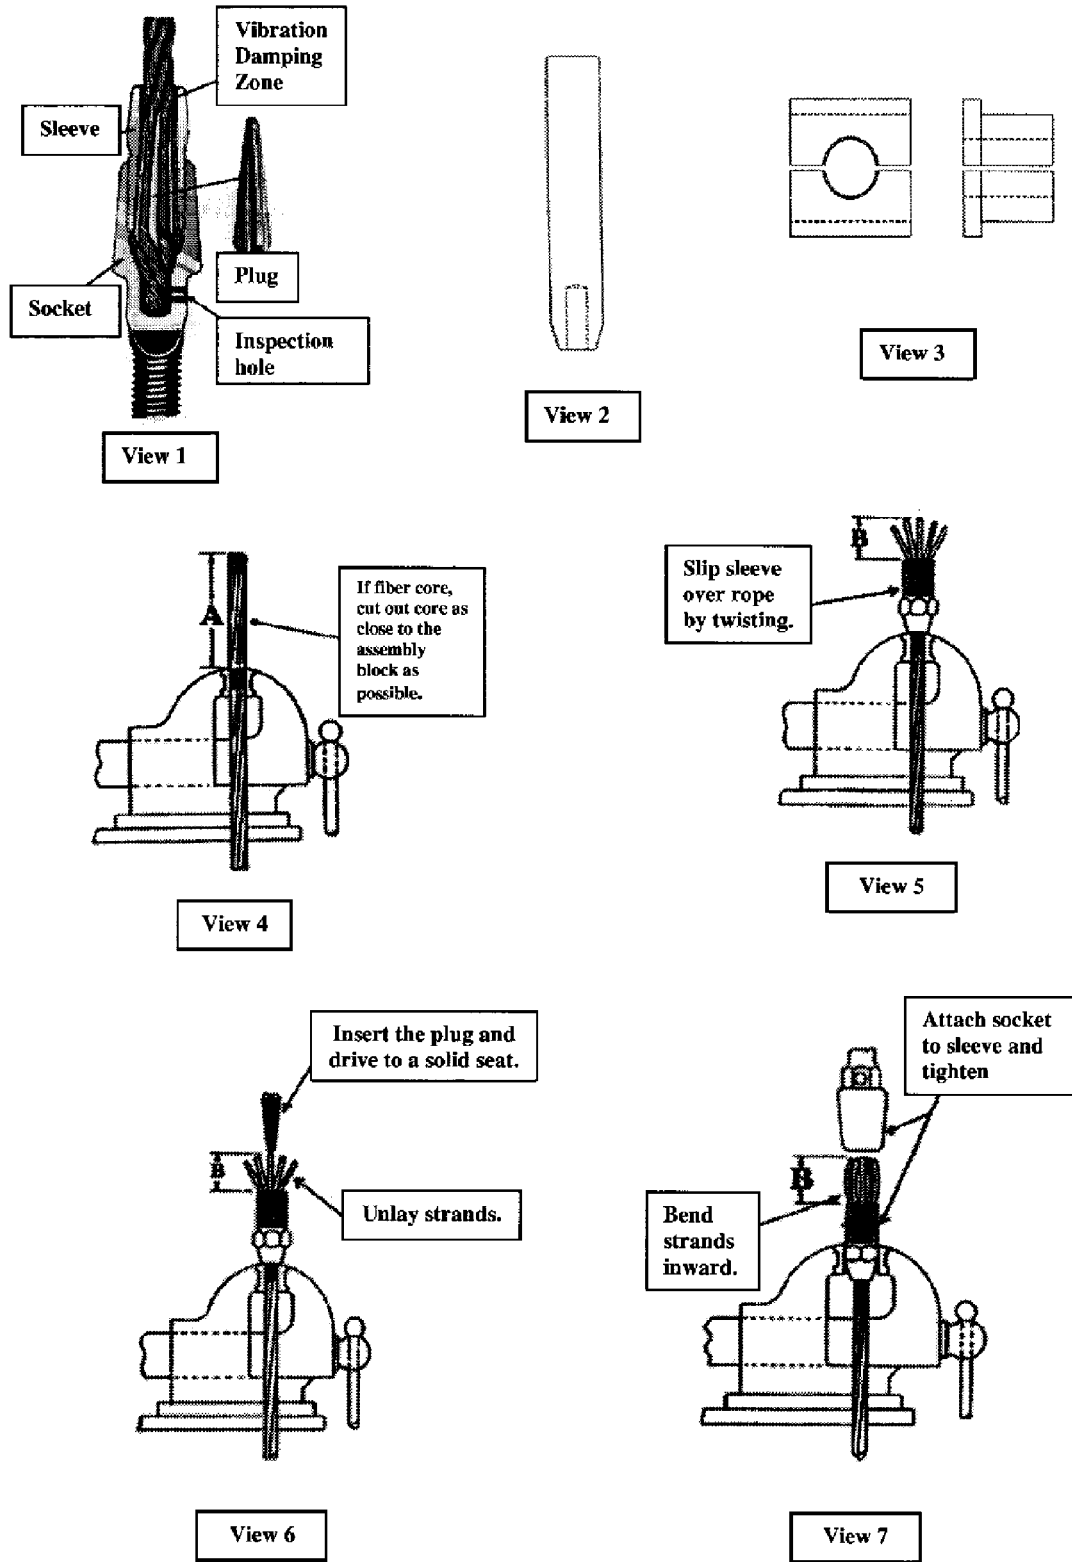 Vibration
Damping
Zone
Sleeve
Plug
Socket
Inspection
hole
View 1
View 2
View 3
A
If fiber core,
cut out core as
close to the
assembly
block as
possible.
View 4
B
Slip sleeve
over rope
by twisting.
View 5
Insert the plug and
drive to a solid seat.
B
Unlay strands.
View 6
Attach socket
to sleeve and
tighten
B
Bend
strands
inward.
View 7